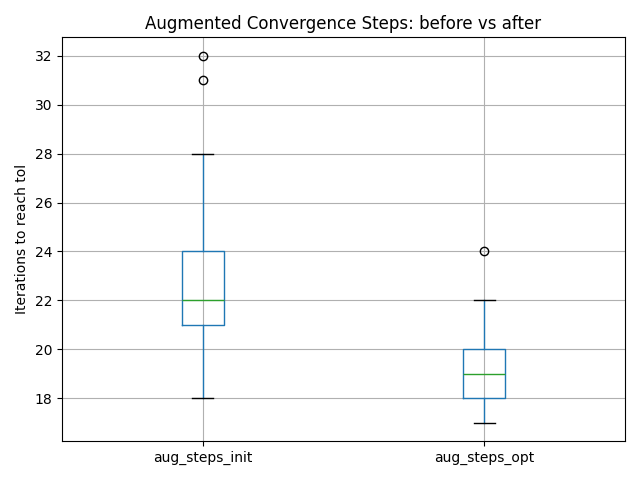 Augmented Convergence Steps: before vs after
Iterations to reach tol
32
30
28
26
24
22
20
18
aug_steps_init
aug_steps_opt